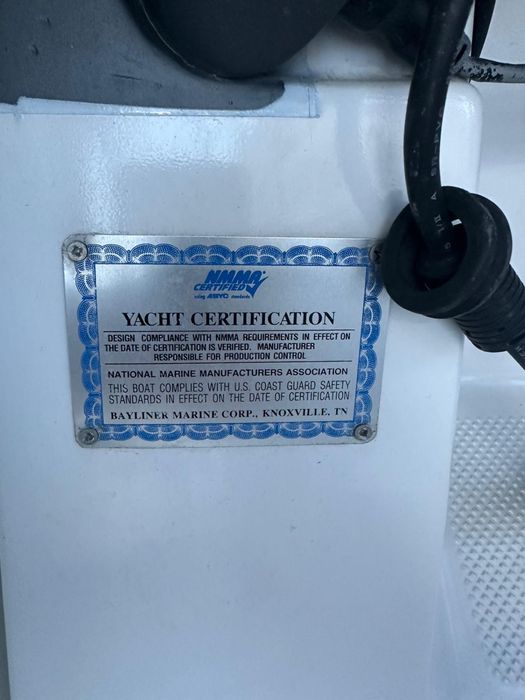 NMMA
CERTIFIED
using ABYC standards
YACHT CERTIFICATION
DESIGN COMPLIANCE WITH NMMA REQUIREMENTS IN EFFECT ON
THE DATE OF CERTIFICATION IS VERIFIED. MANUFACTURER
RESPONSIBLE FOR PRODUCTION CONTROL
NATIONAL MARINE MANUFACTURERS ASSOCIATION
THIS BOAT COMPLIES WITH U.S. COAST GUARD SAFETY
STANDARDS IN EFFECT ON THE DATE OF CERTIFICATION
BAYLINER MARINE CORP., KNOXVILLE, TN